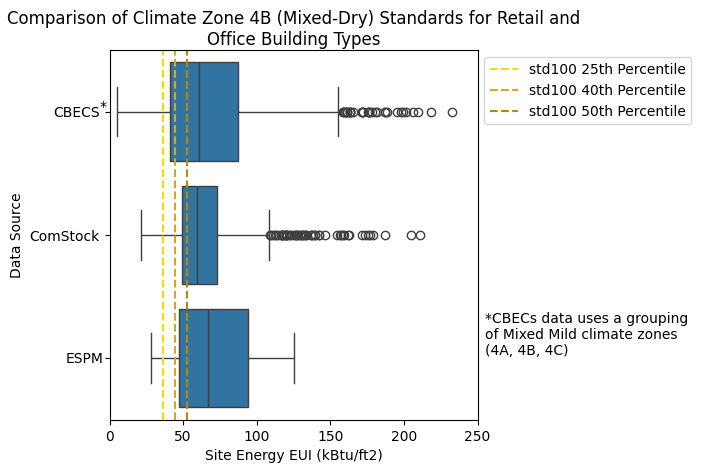 Comparison of Climate Zone 4B (Mixed-Dry) Standards for Retail and
Office Building Types
std100 25th Percentile
std100 40th Percentile
std100 50th Percentile
CBECS*
ComStock
ESPM
Data Source
*CBECs data uses a grouping
of Mixed Mild climate zones
(4A, 4B, 4C)
0 50 100 150 200 250
Site Energy EUI (kBtu/ft2)